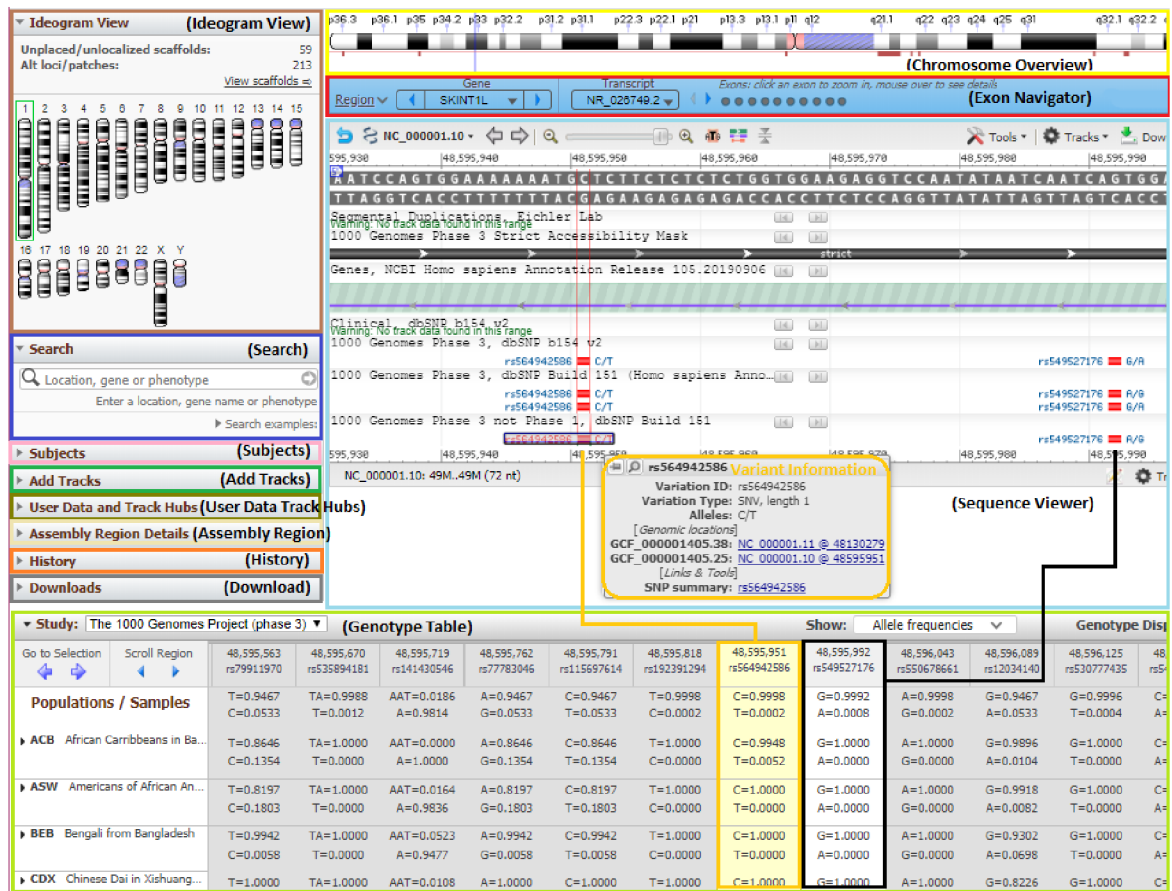 Ideogram View (Ideogram View)
Unplaced/unlocalized scaffolds: 59
Alt loci/patches: 213
View scaffolds ⇨
1 2 3 4 5 6 7 8 9 10 11 12 13 14 15
16 17 18 19 20 21 22 X Y
Search (Search)
Location, gene or phenotype
Enter a location, gene name or phenotype
Search examples:
Subjects (Subjects)
Add Tracks (Add Tracks)
User Data and Track Hubs (User Data Track Hubs)
Assembly Region Details (Assembly Region)
History (History)
Downloads (Download)
p36.3 p36.1 p35 p34.2 p33 p32.2 p31.2 p31.1 p22.3 p22.1 p21 p13.3 p13.1 p11 q12 q21.1 q22 q23 q24 q25 q31 q32.1 q32.2
(Chromosome Overview)
Gene Transcript Exons: click an exon to zoom in, mouse over to see details
Region SKINT1L NR_026749.2 (Exon Navigator)
NC_000001.10 Tools Tracks Dow
595,930 48,595,940 48,595,950 48,595,960 48,595,970 48,595,980 48,595,990
Segmental Duplications, Eichler Lab
Warning: No track data found in this range
1000 Genomes Phase 3 Strict Accessibility Mask
strict
Genes, NCBI Homo sapiens Annotation Release 105.20190906
Clinical, dbSNP b154 v2
Warning: No track data found in this range
1000 Genomes Phase 3, dbSNP b154 v2
rs564942586 C/T rs549527176 G/A
1000 Genomes Phase 3, dbSNP Build 151 (Homo sapiens Anno...
rs564942586 C/T rs549527176 A/G
rs564942586 C/T rs549527176 G/A
1000 Genomes Phase 3 not Phase 1, dbSNP Build 151
rs564942586 C/T rs549527176 A/G
595,930 48,595,940 48,595,950 48,595,960 48,595,970 48,595,980 48,595,990
NC_000001.10: 49M..49M (72 nt)
(Sequence Viewer)
rs564942586 Variant Information
Variation ID: rs564942586
Variation Type: SNV, length 1
Alleles: C/T
[Genomic locations]
GCF_000001405.38: NC_000001.11 @ 48130279
GCF_000001405.25: NC_000001.10 @ 48595951
[Links & Tools]
SNP summary: rs564942586
Study: The 1000 Genomes Project (phase 3) (Genotype Table) Show: Allele frequencies Genotype Disp
Go to Selection Scroll Region 48,595,563 48,595,670 48,595,719 48,595,762 48,595,791 48,595,818 48,595,951 48,595,992 48,596,043 48,596,089 48,596,125 48,5
rs79911970 rs535894181 rs141430546 rs77783046 rs115697614 rs192391294 rs564942586 rs549527176 rs550678661 rs12034140 rs530777435
Populations / Samples
T=0.9467 TA=0.9988 AAT=0.0186 A=0.9467 C=0.9467 T=0.9998 C=0.9998 G=0.9992 A=0.9998 G=0.9467 G=0.9996
C=0.0533 T=0.0012 A=0.9814 G=0.0533 T=0.0533 C=0.0002 T=0.0002 A=0.0008 G=0.0002 A=0.0533 T=0.0004
ACB African Carribbeans in Ba...
T=0.8646 TA=1.0000 AAT=0.0000 A=0.8646 C=0.8646 T=1.0000 C=0.9948 G=1.0000 A=1.0000 G=0.9896 G=1.0000
C=0.1354 T=0.0000 A=1.0000 G=0.1354 T=0.1354 C=0.0000 T=0.0052 A=0.0000 G=0.0000 A=0.0104 T=0.0000
ASW Americans of African An...
T=0.8197 TA=1.0000 AAT=0.0164 A=0.8197 C=0.8197 T=1.0000 C=1.0000 G=1.0000 A=1.0000 G=0.9918 G=1.0000
C=0.1803 T=0.0000 A=0.9836 G=0.1803 T=0.1803 C=0.0000 T=0.0000 A=0.0000 G=0.0000 A=0.0082 T=0.0000
BEB Bengali from Bangladesh
T=0.9942 TA=1.0000 AAT=0.0523 A=0.9942 C=0.9942 T=1.0000 C=1.0000 G=1.0000 A=1.0000 G=0.9302 G=1.0000
C=0.0058 T=0.0000 A=0.9477 G=0.0058 T=0.0058 C=0.0000 T=0.0000 A=0.0000 G=0.0000 A=0.0698 T=0.0000
CDX Chinese Dai in Xishuang... T=1.0000 TA=1.0000 AAT=0.0108 A=1.0000 C=1.0000 T=1.0000 C=1.0000 G=1.0000 A=1.0000 G=0.8226 G=1.0000